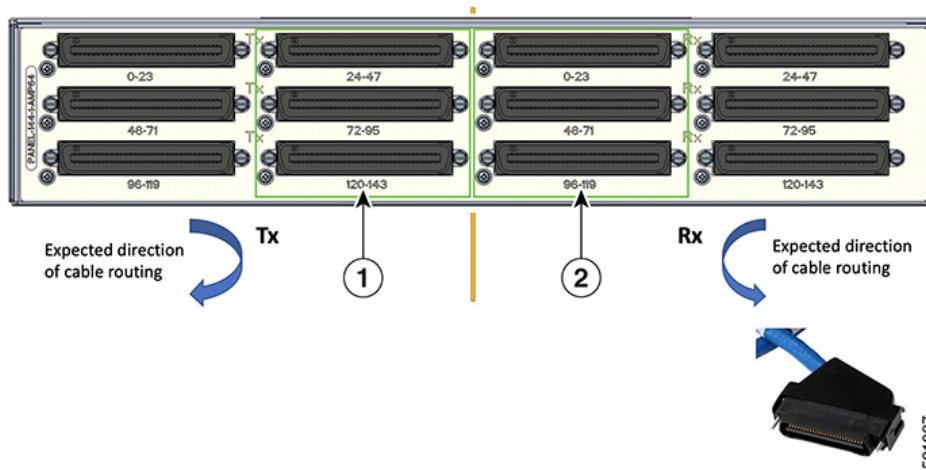 Tx
Rx
0-23
24-47
0-23
24-47
PANEL-144-1-AMP64
Tx
Rx
48-71
72-95
48-71
72-95
Tx
Rx
96-119
120-143
96-119
120-143
Expected direction
of cable routing
Tx
1
2
Rx
Expected direction
of cable routing